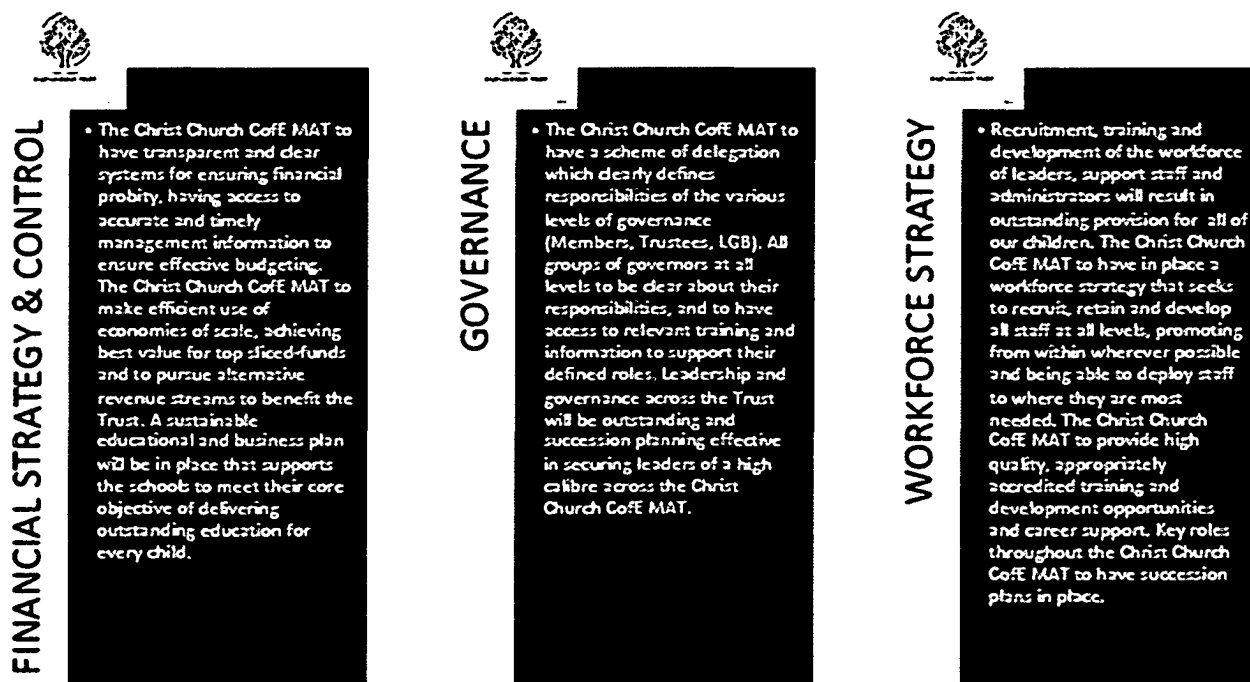 FINANCIAL STRATEGY & CONTROL
• The Christ Church CofE MAT to
have transparent and clear
systems for ensuring financial
probity, having access to
accurate and timely
management information to
ensure effective budgeting.
The Christ Church CofE MAT to
make efficient use of
economies of scale, achieving
best value for top sliced-funds
and to pursue alternative
revenue streams to benefit the
Trust. A sustainable
educational and business plan
will be in place that supports
the schools to meet their core
objective of delivering
outstanding education for
every child.
GOVERNANCE
• The Christ Church CofE MAT to
have a scheme of delegation
which clearly defines
responsibilities of the various
levels of governance
(Members, Trustees, LGB). All
groups of governors at all
levels to be clear about their
responsibilities, and to have
access to relevant training and
information to support their
defined roles. Leadership and
governance across the Trust
will be outstanding and
succession planning effective
in securing leaders of a high
calibre across the Christ
Church CofE MAT.
WORKFORCE STRATEGY
• Recruitment, training and
development of the workforce
of leaders, support staff and
administrators will result in
outstanding provision for all of
our children. The Christ Church
CofE MAT to have in place a
workforce strategy that seeks
to recruit, retain and develop
all staff at all levels, promoting
from within wherever possible
and being able to deploy staff
to where they are most
needed. The Christ Church
CofE MAT to provide high
quality, appropriately
accredited training and
development opportunities
and career support. Key roles
throughout the Christ Church
CofE MAT to have succession
plans in place.